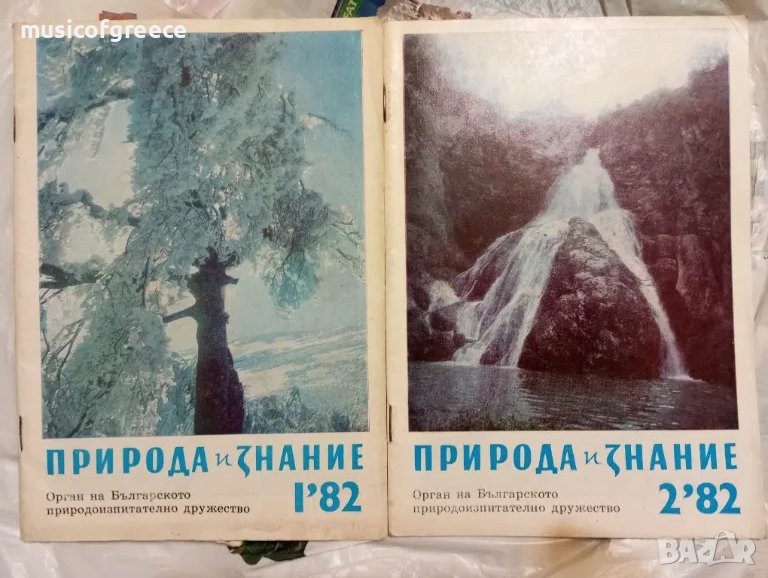 musicofgreece
ПРИРОДА и ЗНАНИЕ
Орган на Българското
природоизпитателно дружество
1'82
ПРИРОДА и ЗНАНИЕ
Орган на Българското
природоизпитателно дружество
2'82
BAZAR